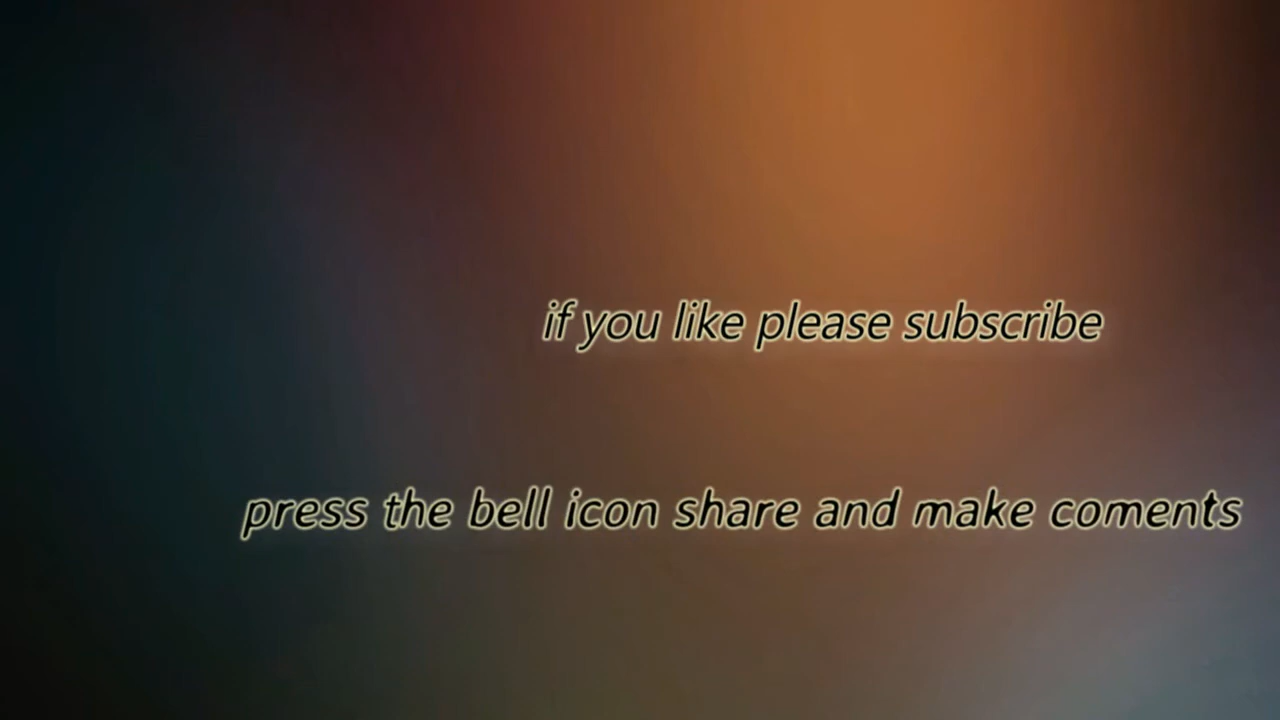 if you like please subscribe
press the bell icon share and make coments